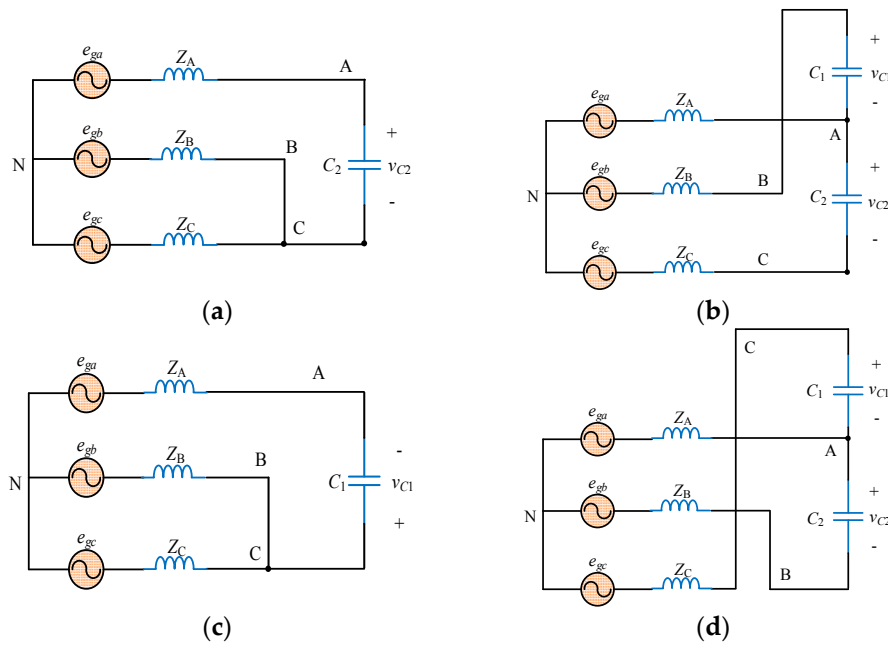 e_ga Z_A A
e_gb Z_B B +
N C_2 v_C2
e_gc Z_C C -
(a)
+
C_1 v_C1
-
e_ga Z_A A
e_gb Z_B B +
N C_2 v_C2
e_gc Z_C C -
(b)
e_ga Z_A A
-
e_gb Z_B B
N C_1 v_C1
+
e_gc Z_C C
(c)
C +
C_1 v_C1
-
e_ga Z_A A
+
e_gb Z_B
N C_2 v_C2
-
e_gc Z_C B
(d)